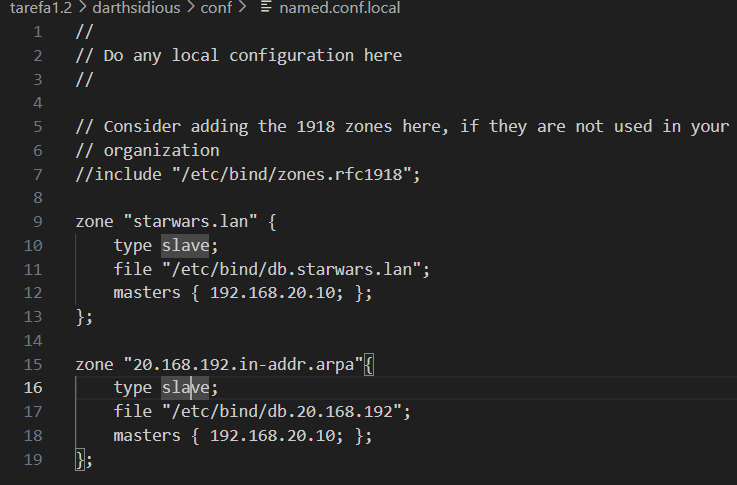 tarefa1.2 > darthsidious > conf > named.conf.local
1 //
2 // Do any local configuration here
3 //
4
5 // Consider adding the 1918 zones here, if they are not used in your
6 // organization
7 //include "/etc/bind/zones.rfc1918";
8
9 zone "starwars.lan" {
10     type slave;
11     file "/etc/bind/db.starwars.lan";
12     masters { 192.168.20.10; };
13 };
14
15 zone "20.168.192.in-addr.arpa"{
16     type slave;
17     file "/etc/bind/db.20.168.192";
18     masters { 192.168.20.10; };
19 };